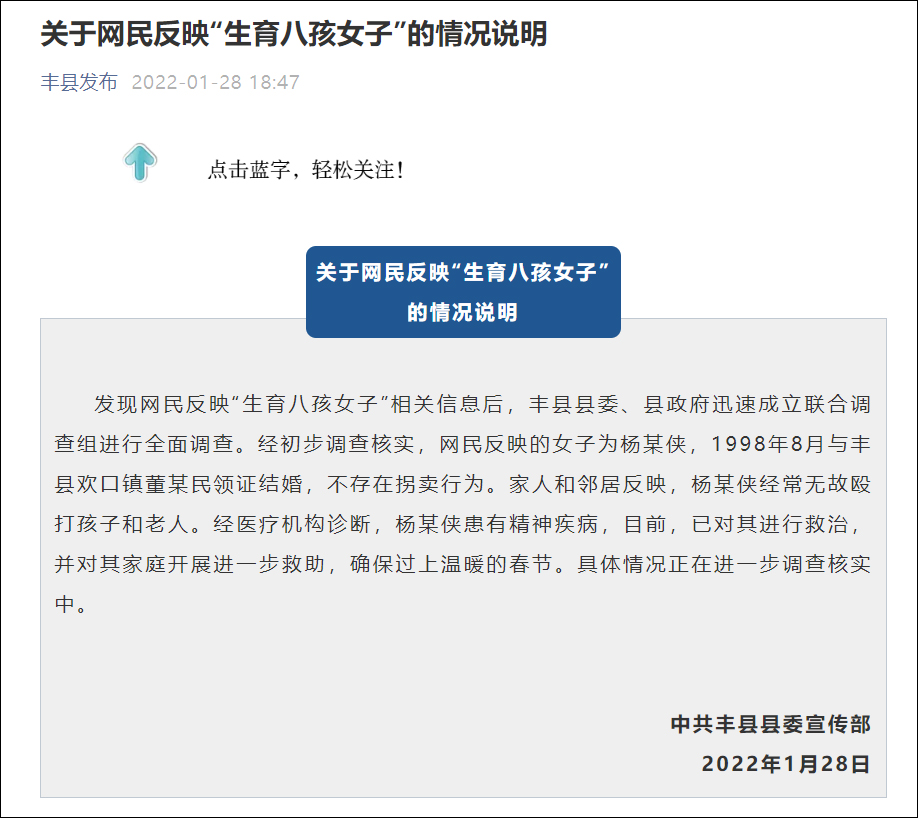 关于网民反映“生育八孩女子”的情况说明
丰县发布 2022-01-28 18:47
点击蓝字，轻松关注！
关于网民反映“生育八孩女子”
的情况说明
发现网民反映“生育八孩女子”相关信息后，丰县县委、县政府迅速成立联合调
查组进行全面调查。经初步调查核实，网民反映的女子为杨某侠，1998年8月与丰
县欢口镇董某民领证结婚，不存在拐卖行为。家人和邻居反映，杨某侠经常无故殴
打孩子和老人。经医疗机构诊断，杨某侠患有精神疾病，目前，已对其进行救治，
并对其家庭开展进一步救助，确保过上温暖的春节。具体情况正在进一步调查核实
中。
中共丰县县委宣传部
2022年1月28日